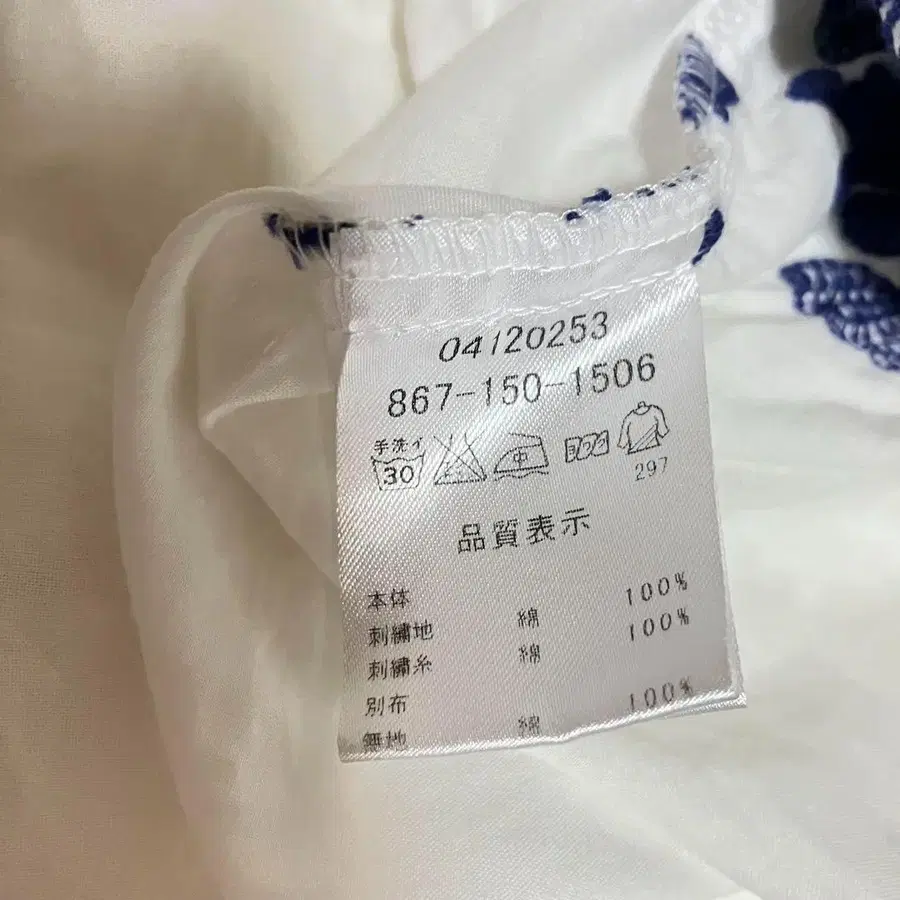 04120253
867-150-1506
手洗イ
30
中
297
品質表示
本体
刺繍地 綿 100%
刺繍糸 綿 100%
別布
無地 綿 100%